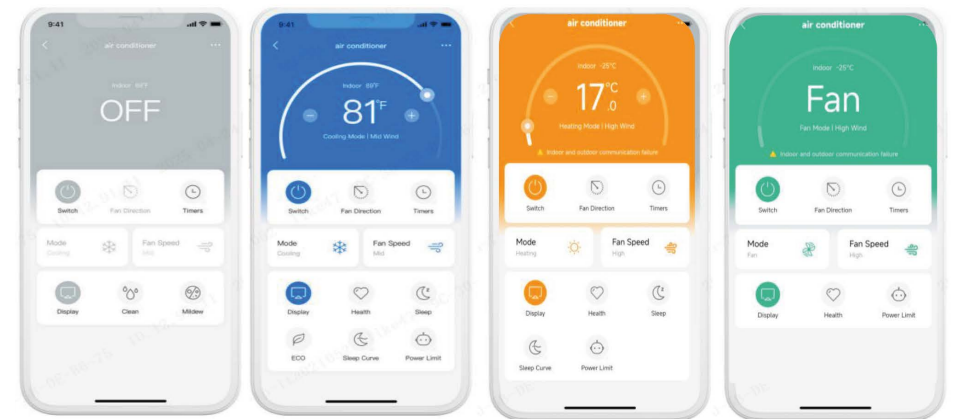 9:41
air conditioner
Indoor 89°F
OFF
Switch
Fan Direction
Timers
Mode
Cooling
Fan Speed
Mild
Display
Clean
Mildew
9:41
air conditioner
Indoor 89°F
81°F
Cooling Mode | Mild Wind
Switch
Fan Direction
Timers
Mode
Cooling
Fan Speed
Mild
Display
Health
Sleep
ECO
Sleep Curve
Power Limit
air conditioner
Indoor -25°C
17.0°C
Heating Mode | High Wind
Indoor and outdoor communication failure
Switch
Fan Direction
Timers
Mode
Heating
Fan Speed
High
Display
Health
Sleep
Sleep Curve
Power Limit
air conditioner
Indoor -25°C
Fan
Fan Mode | High Wind
Indoor and outdoor communication failure
Switch
Fan Direction
Timers
Mode
Fan
Fan Speed
High
Display
Health
Power Limit